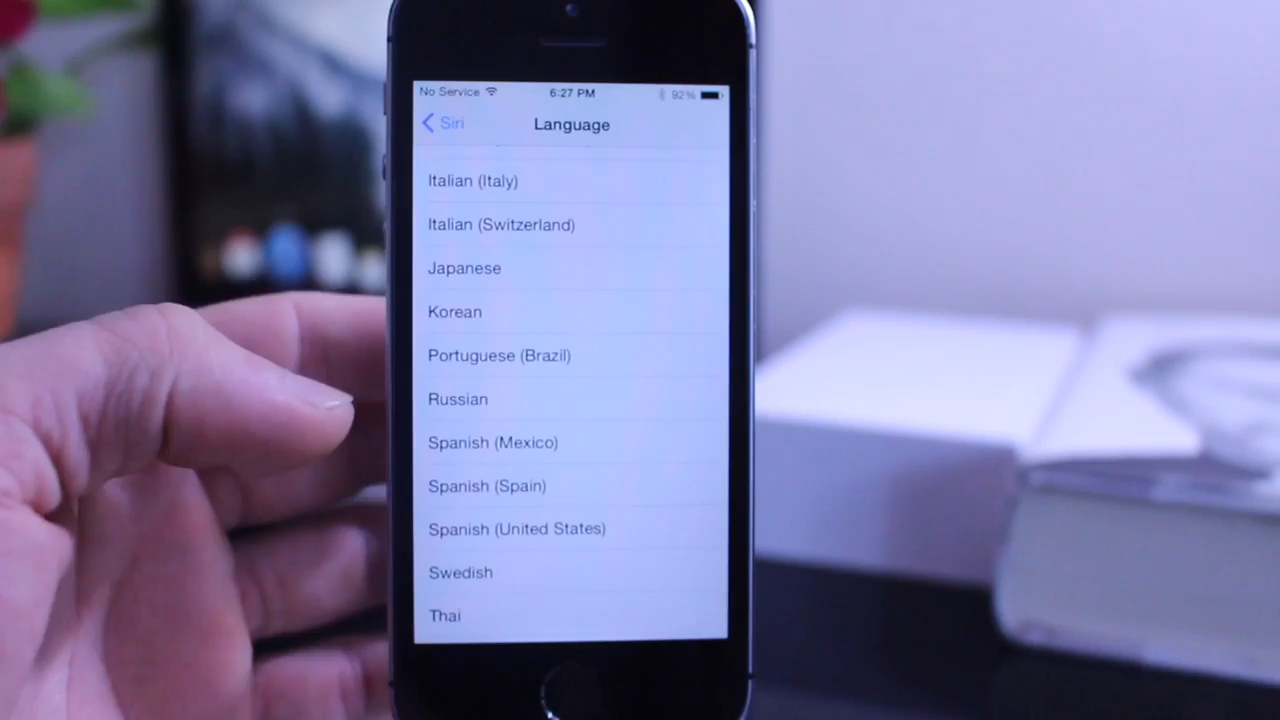 No Service 6:27 PM 92%
Siri Language
Italian (Italy)
Italian (Switzerland)
Japanese
Korean
Portuguese (Brazil)
Russian
Spanish (Mexico)
Spanish (Spain)
Spanish (United States)
Swedish
Thai